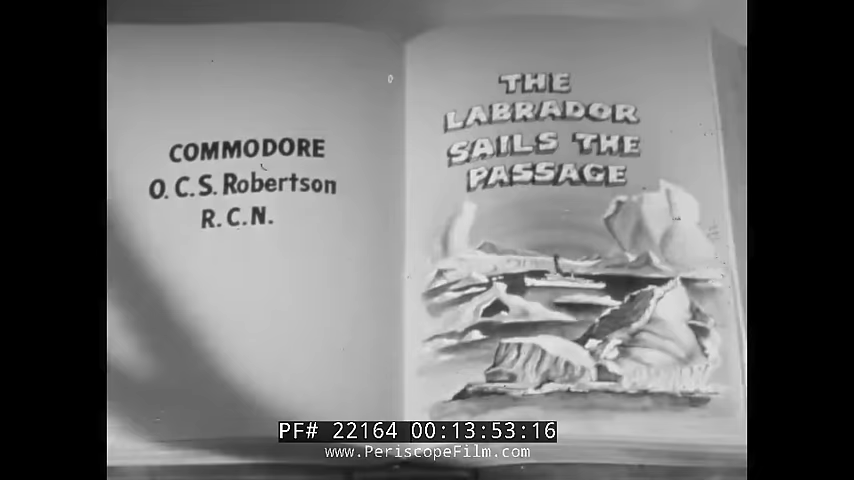 COMMODORE
O.C.S. Robertson
R.C.N.
THE
LABRADOR
SAILS THE
PASSAGE
PF# 22164 00:13:53:16
www.PeriscopeFilm.com